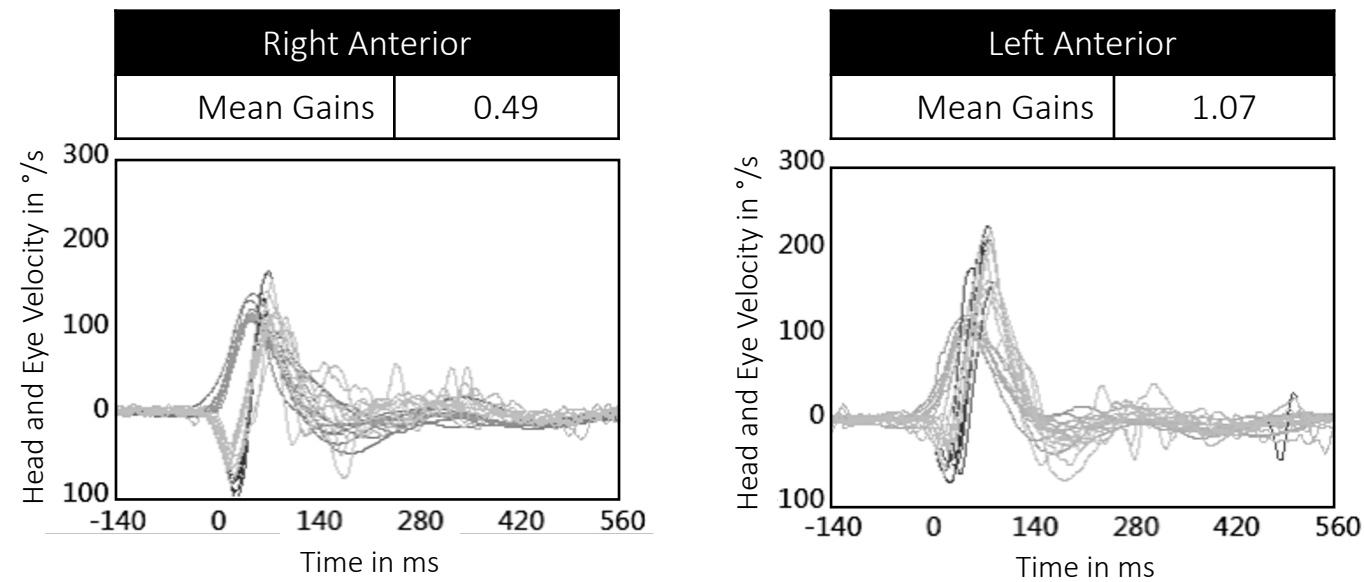 Right Anterior
Mean Gains 0.49
Head and Eye Velocity in °/s
300
200
100
0
100
-140 0 140 280 420 560
Time in ms
Left Anterior
Mean Gains 1.07
Head and Eye Velocity in °/s
300
200
100
0
100
-140 0 140 280 420 560
Time in ms